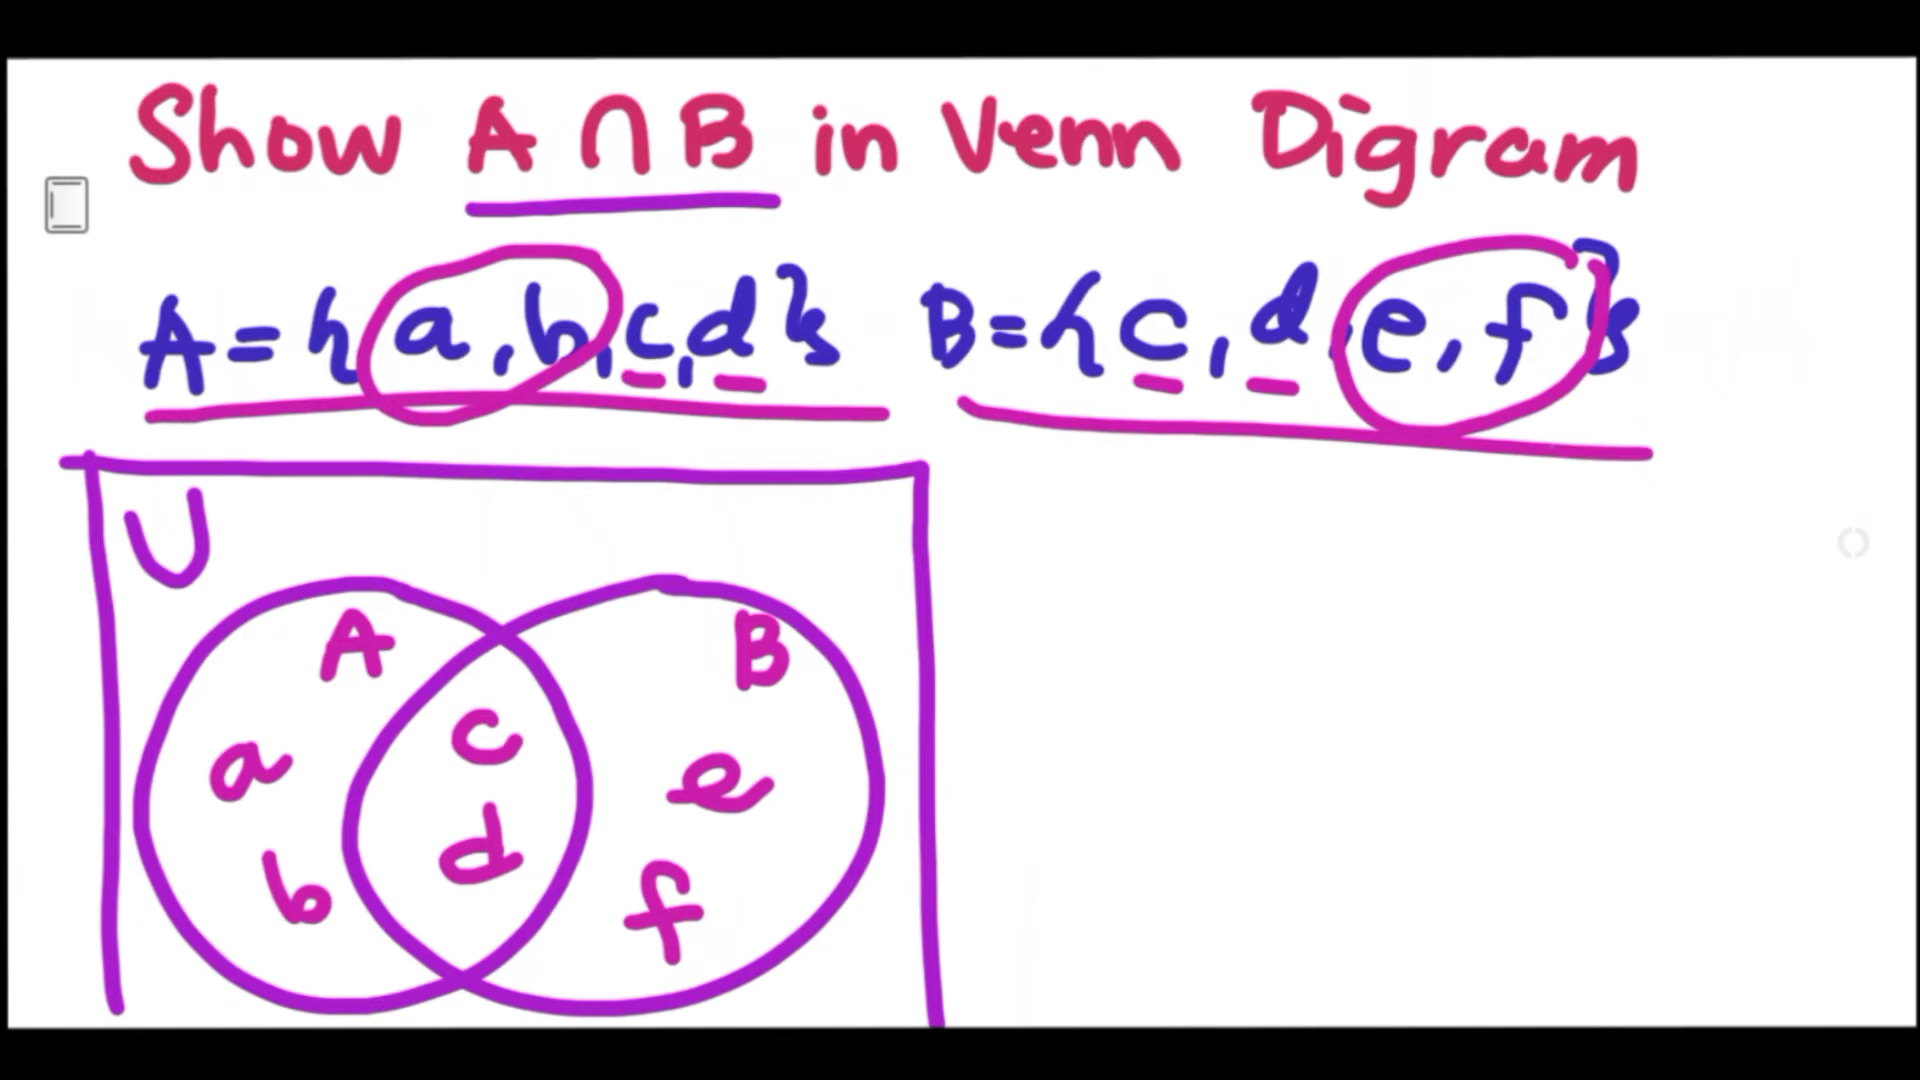 Show A ∩ B in Venn Digram
A = {a, b, c, d} B = {c, d, e, f}
U
A B
a c e
b d f